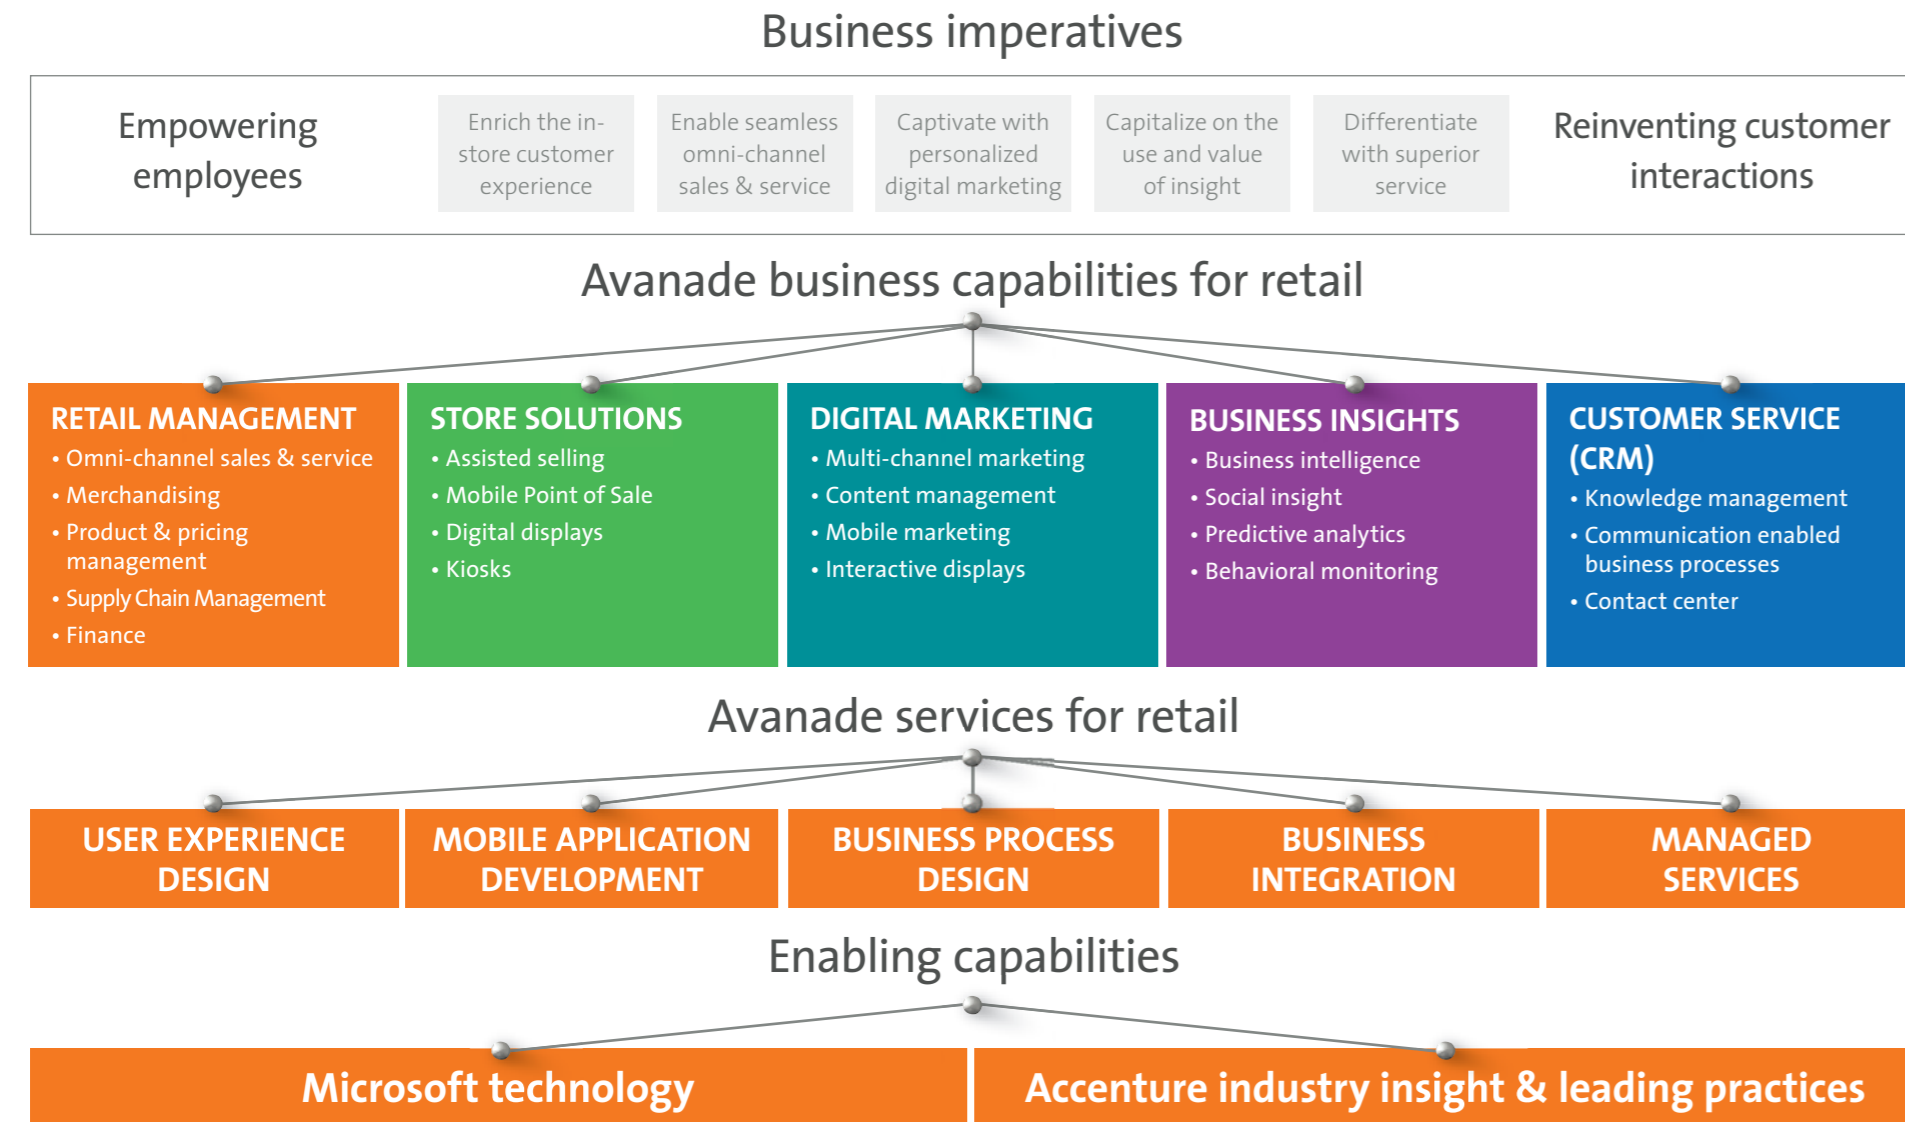 Business imperatives
Empowering
employees
Enrich the in-
store customer
experience
Enable seamless
omni-channel
sales & service
Captivate with
personalized
digital marketing
Capitalize on the
use and value
of insight
Differentiate
with superior
service
Reinventing customer
interactions
Avanade business capabilities for retail
RETAIL MANAGEMENT
• Omni-channel sales & service
• Merchandising
• Product & pricing
management
• Supply Chain Management
• Finance
STORE SOLUTIONS
• Assisted selling
• Mobile Point of Sale
• Digital displays
• Kiosks
DIGITAL MARKETING
• Multi-channel marketing
• Content management
• Mobile marketing
• Interactive displays
BUSINESS INSIGHTS
• Business intelligence
• Social insight
• Predictive analytics
• Behavioral monitoring
CUSTOMER SERVICE
(CRM)
• Knowledge management
• Communication enabled
business processes
• Contact center
Avanade services for retail
USER EXPERIENCE
DESIGN
MOBILE APPLICATION
DEVELOPMENT
BUSINESS PROCESS
DESIGN
BUSINESS
INTEGRATION
MANAGED
SERVICES
Enabling capabilities
Microsoft technology
Accenture industry insight & leading practices